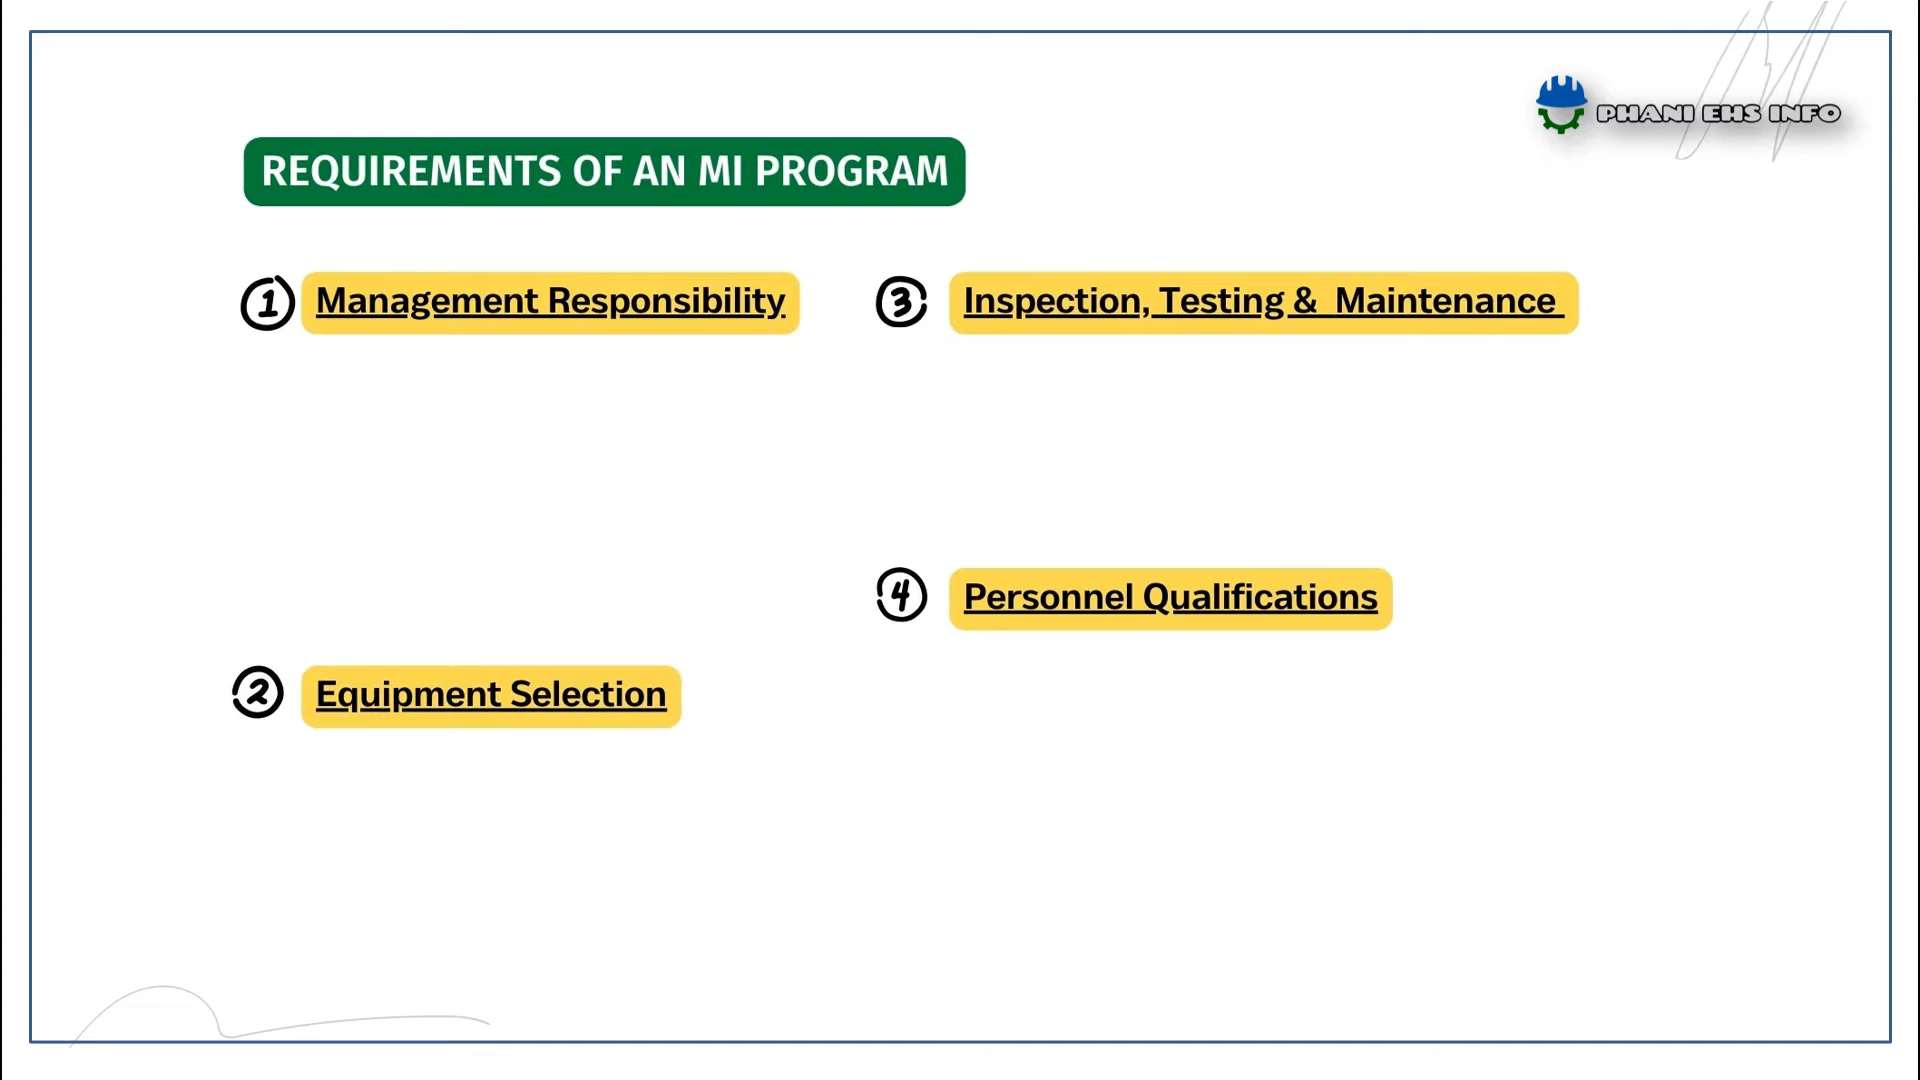 PHANI EHS INFO
REQUIREMENTS OF AN MI PROGRAM
1 Management Responsibility
2 Equipment Selection
3 Inspection, Testing & Maintenance
4 Personnel Qualifications